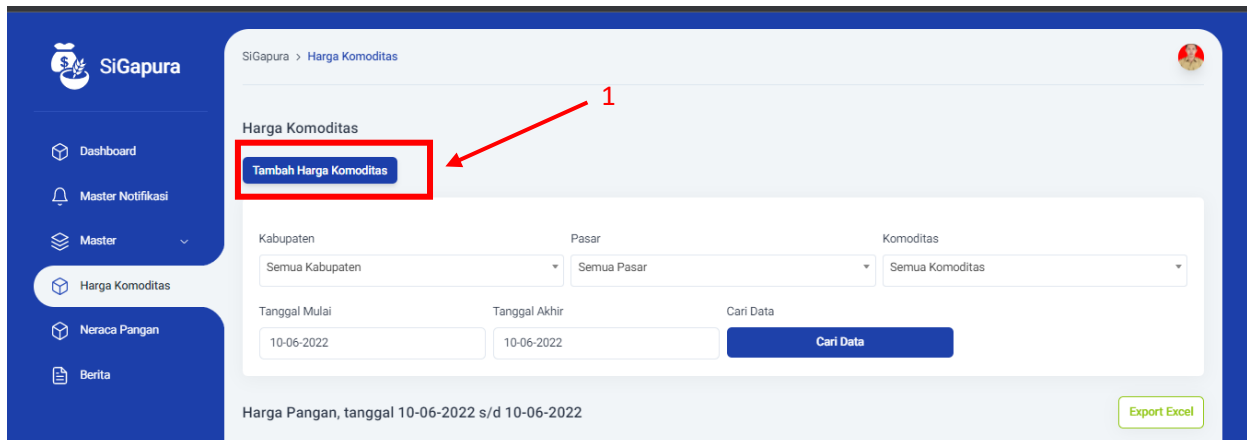 SiGapura
SiGapura > Harga Komoditas
1
Harga Komoditas
Tambah Harga Komoditas
Dashboard
Master Notifikasi
Master
Harga Komoditas
Neraca Pangan
Berita
Kabupaten Pasar Komoditas
Semua Kabupaten Semua Pasar Semua Komoditas
Tanggal Mulai Tanggal Akhir Cari Data
10-06-2022 10-06-2022 Cari Data
Harga Pangan, tanggal 10-06-2022 s/d 10-06-2022
Export Excel